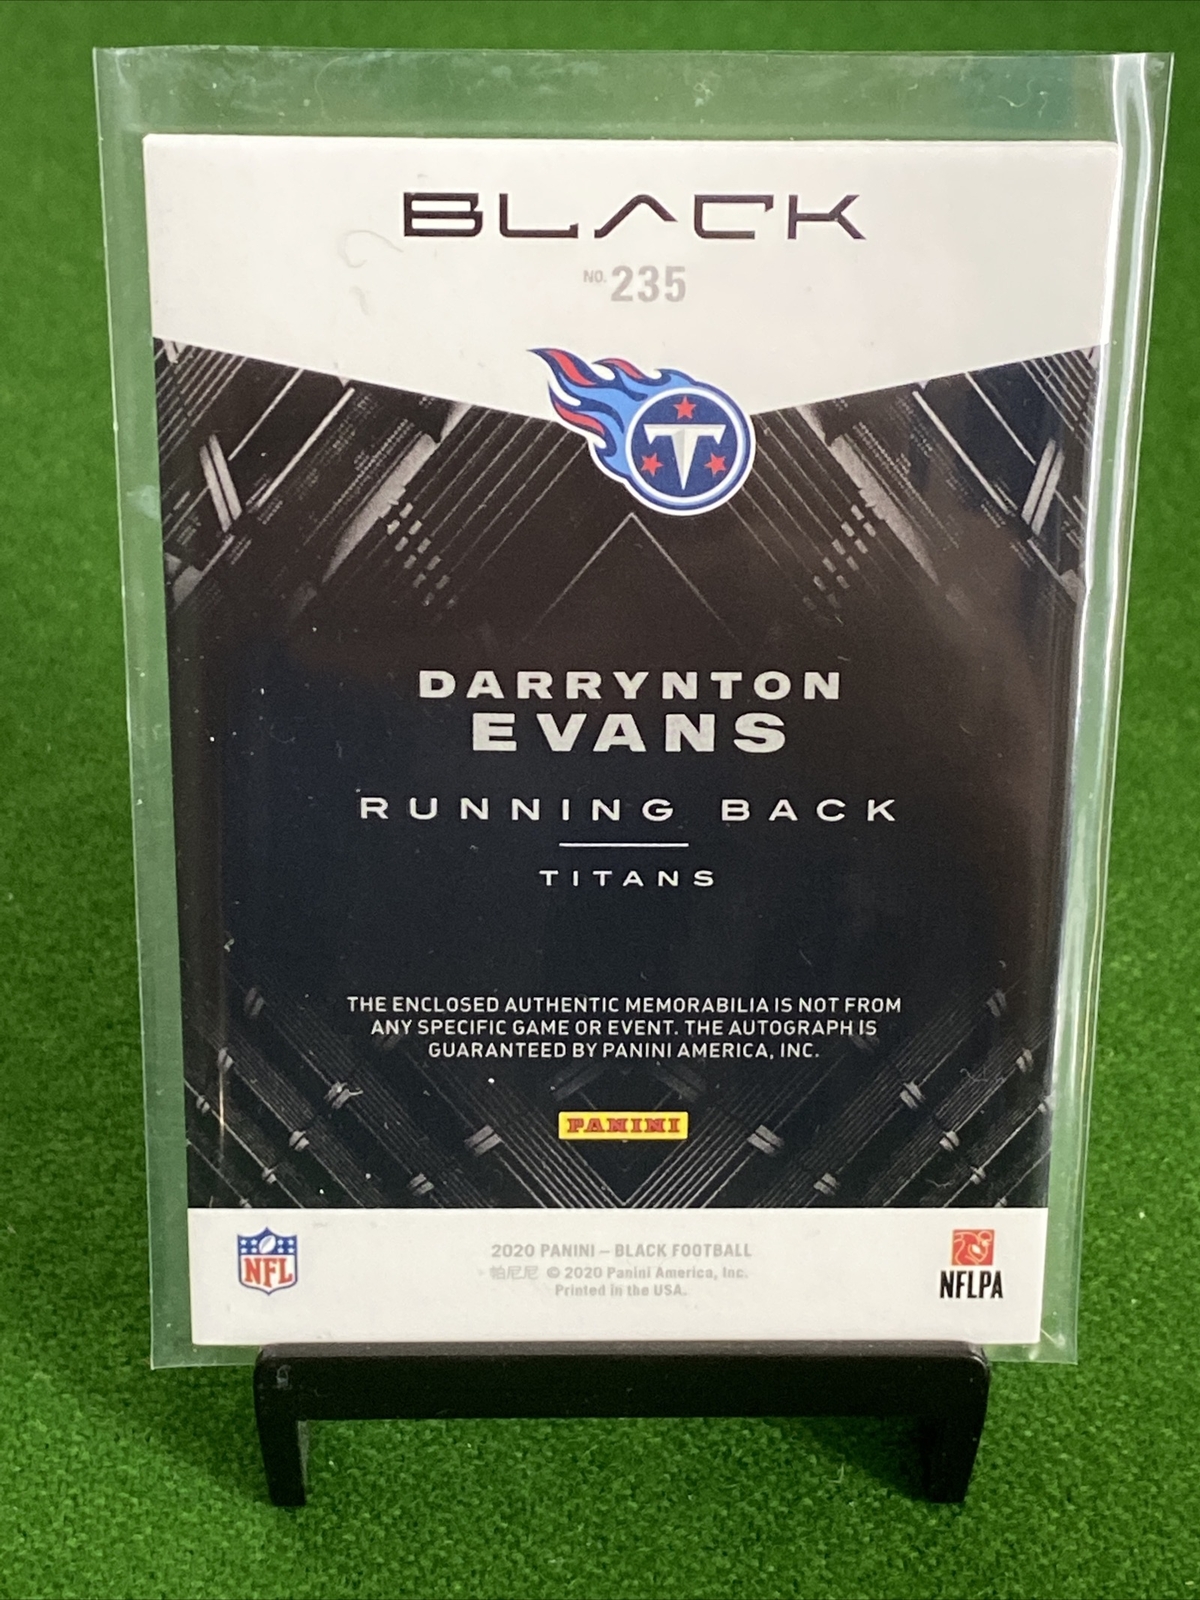 BLACK
NO. 235
T
DARRYNTON
EVANS
RUNNING BACK
TITANS
THE ENCLOSED AUTHENTIC MEMORABILIA IS NOT FROM
ANY SPECIFIC GAME OR EVENT. THE AUTOGRAPH IS
GUARANTEED BY PANINI AMERICA, INC.
PANINI
NFL
2020 PANINI – BLACK FOOTBALL
帕尼尼 © 2020 Panini America, Inc.
Printed in the USA.
NFLPA